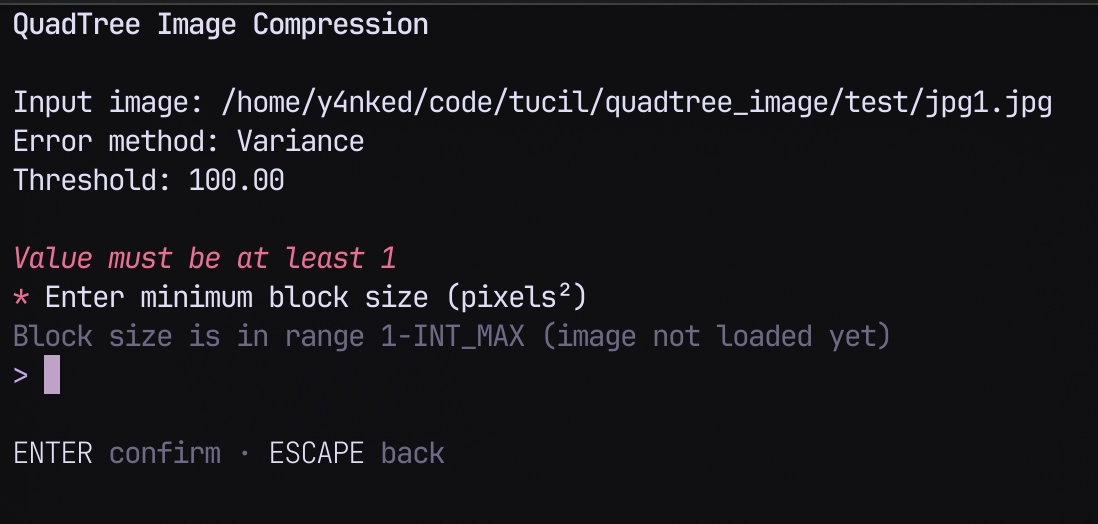 QuadTree Image Compression
Input image: /home/y4nked/code/tucil/quadtree_image/test/jpg1.jpg
Error method: Variance
Threshold: 100.00
Value must be at least 1
* Enter minimum block size (pixels²)
Block size is in range 1-INT_MAX (image not loaded yet)
>
ENTER confirm · ESCAPE back